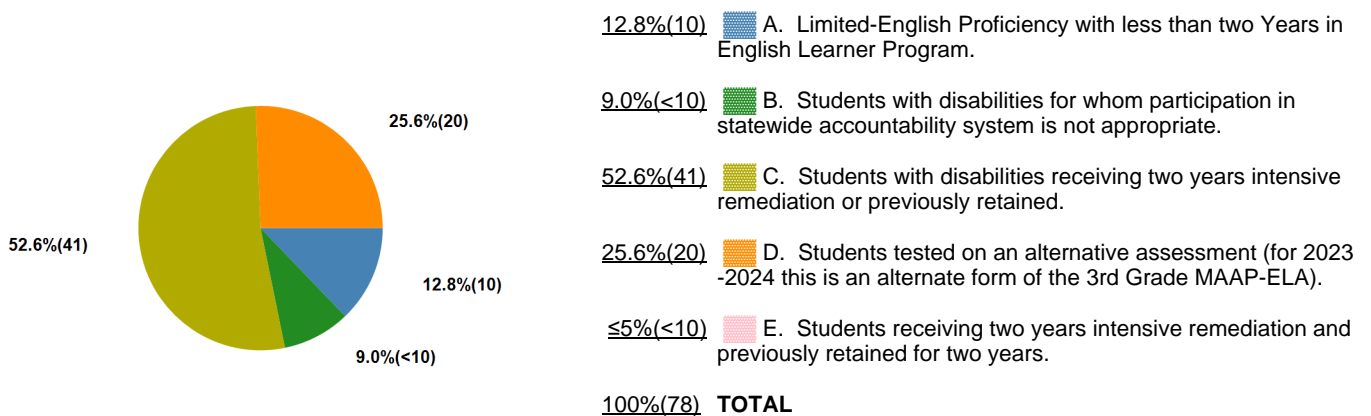 25.6%(20)
52.6%(41)
12.8%(10)
9.0%(<10)
12.8%(10) A. Limited-English Proficiency with less than two Years in
English Learner Program.
9.0%(<10) B. Students with disabilities for whom participation in
statewide accountability system is not appropriate.
52.6%(41) C. Students with disabilities receiving two years intensive
remediation or previously retained.
25.6%(20) D. Students tested on an alternative assessment (for 2023
-2024 this is an alternate form of the 3rd Grade MAAP-ELA).
≤5%(<10) E. Students receiving two years intensive remediation and
previously retained for two years.
100%(78) TOTAL